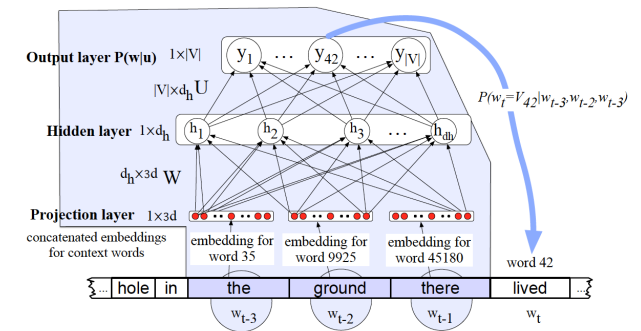 Output layer P(w|u) 1×|V|
y1 ... y42 ... y|V|
|V|×dh U
P(wt=V42|wt-3,wt-2,wt-3)
Hidden layer 1×dh
h1 h2 h3 ... hdh
dh×3d W
Projection layer 1×3d
concatenated embeddings
for context words
embedding for
word 35
embedding for
word 9925
embedding for
word 45180
word 42
... hole in the ground there lived ...
wt-3 wt-2 wt-1 wt